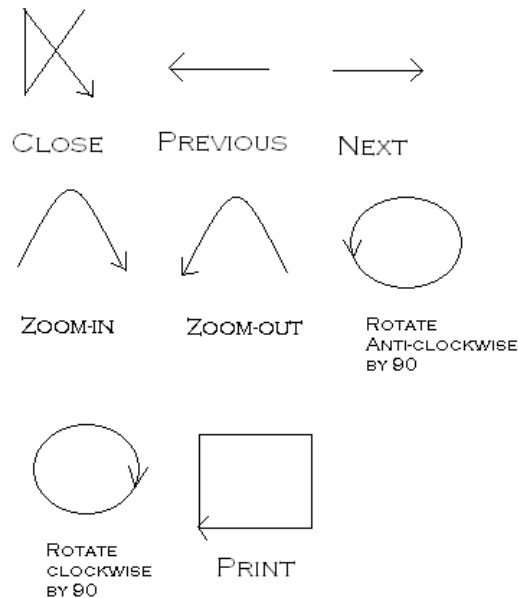 CLOSE
PREVIOUS
NEXT
ZOOM-IN
ZOOM-OUT
ROTATE
ANTI-CLOCKWISE
BY 90
ROTATE
CLOCKWISE
BY 90
PRINT